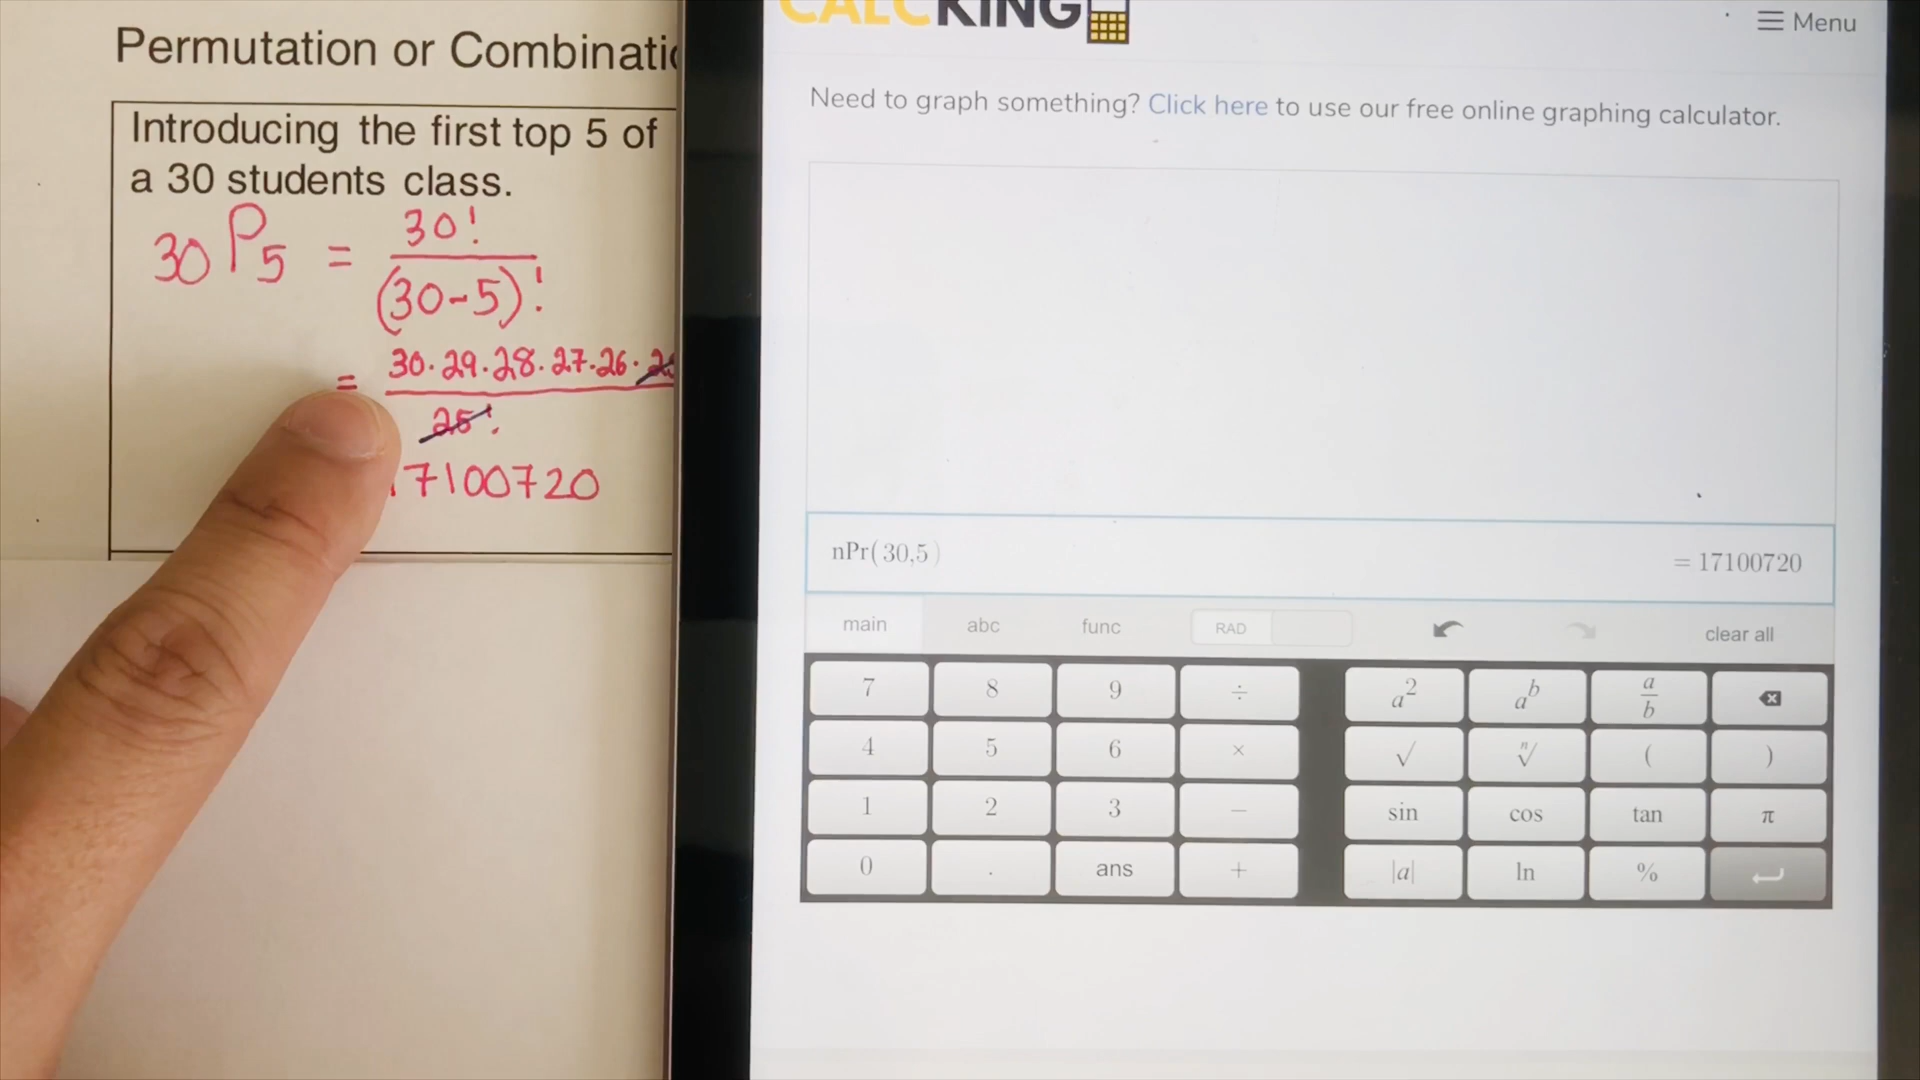 Permutation or Combinati
Introducing the first top 5 of
a 30 students class.
30P5 = 30! / (30-5)!
= 30·29·28·27·26· / 25!
17100720
CALCKING
Menu
Need to graph something? Click here to use our free online graphing calculator.
nPr(30,5) = 17100720
main abc func RAD clear all
7 8 9 ÷ a² aᵇ a/b
4 5 6 × √ ⁿ√ ( )
1 2 3 − sin cos tan π
0 . ans + |a| ln %